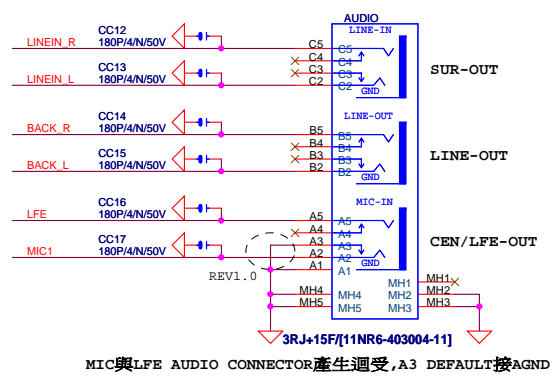 AUDIO
LINE-IN
CC12
180P/4/N/50V
LINEIN_R
C5
C5
C4
C4
SUR-OUT
CC13
180P/4/N/50V
C3
C3
LINEIN_L
C2
C2
GND
LINE-OUT
CC14
180P/4/N/50V
BACK_R
B5
B5
B4
B4
LINE-OUT
CC15
180P/4/N/50V
B3
B3
BACK_L
B2
B2
MIC-IN
CC16
180P/4/N/50V
LFE
A5
A5
A4
A4
CEN/LFE-OUT
CC17
180P/4/N/50V
A3
A3
MIC1
A2
A2
GND
A1
A1
REV1.0
MH1
MH1
MH4
MH4
MH2
MH2
MH5
MH5
MH3
MH3
3RJ+15F/[11NR6-403004-11]
MIC與LFE AUDIO CONNECTOR產生迴受,A3 DEFAULT接AGND